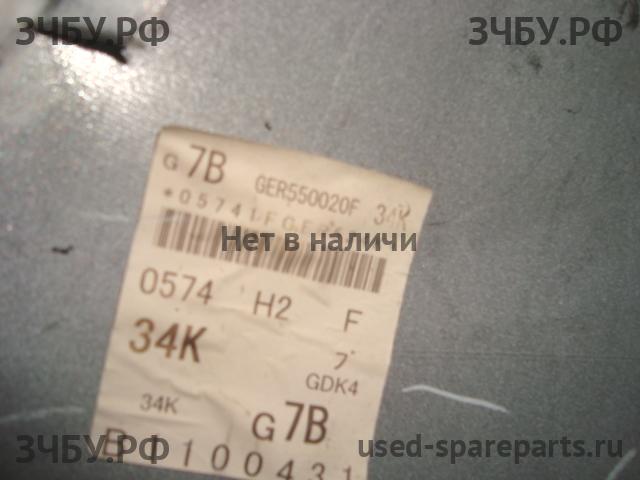 ЗЧБУ.РФ ЗЧБУ.РФ
G 7B GER550020F 34K
Нет в наличи
0574 H2 F
34K 7
GDK4
34K G 7B
ЗЧБУ.РФ used-spareparts.ru